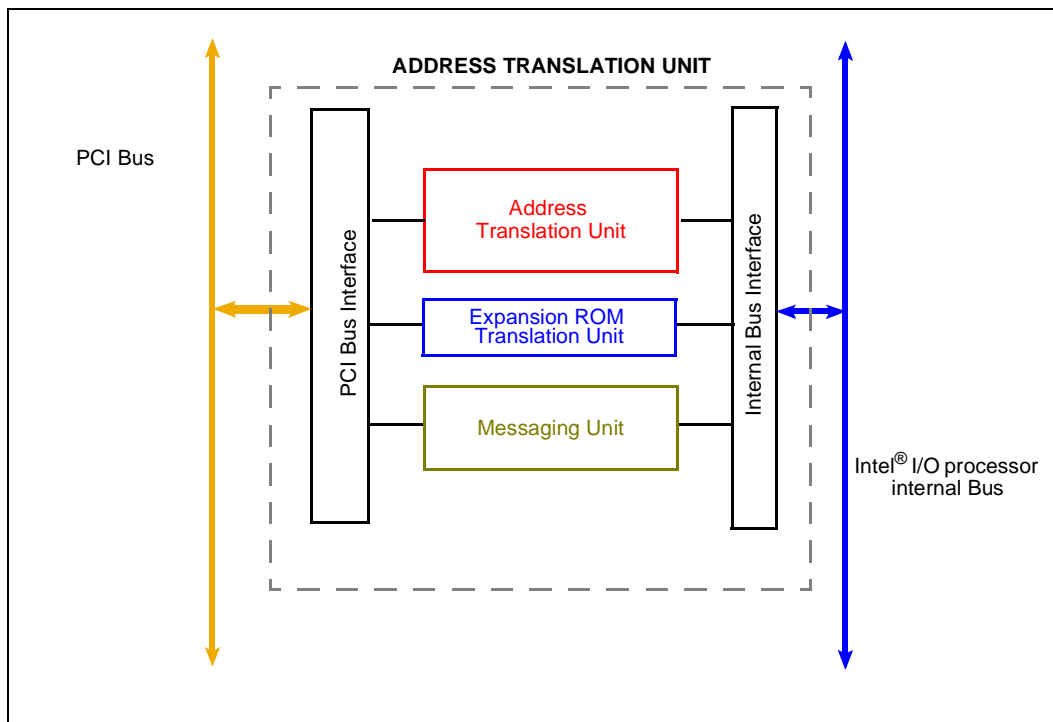 ADDRESS TRANSLATION UNIT
PCI Bus
PCI Bus Interface
Address
Translation Unit
Expansion ROM
Translation Unit
Messaging Unit
Internal Bus Interface
Intel® I/O processor
internal Bus